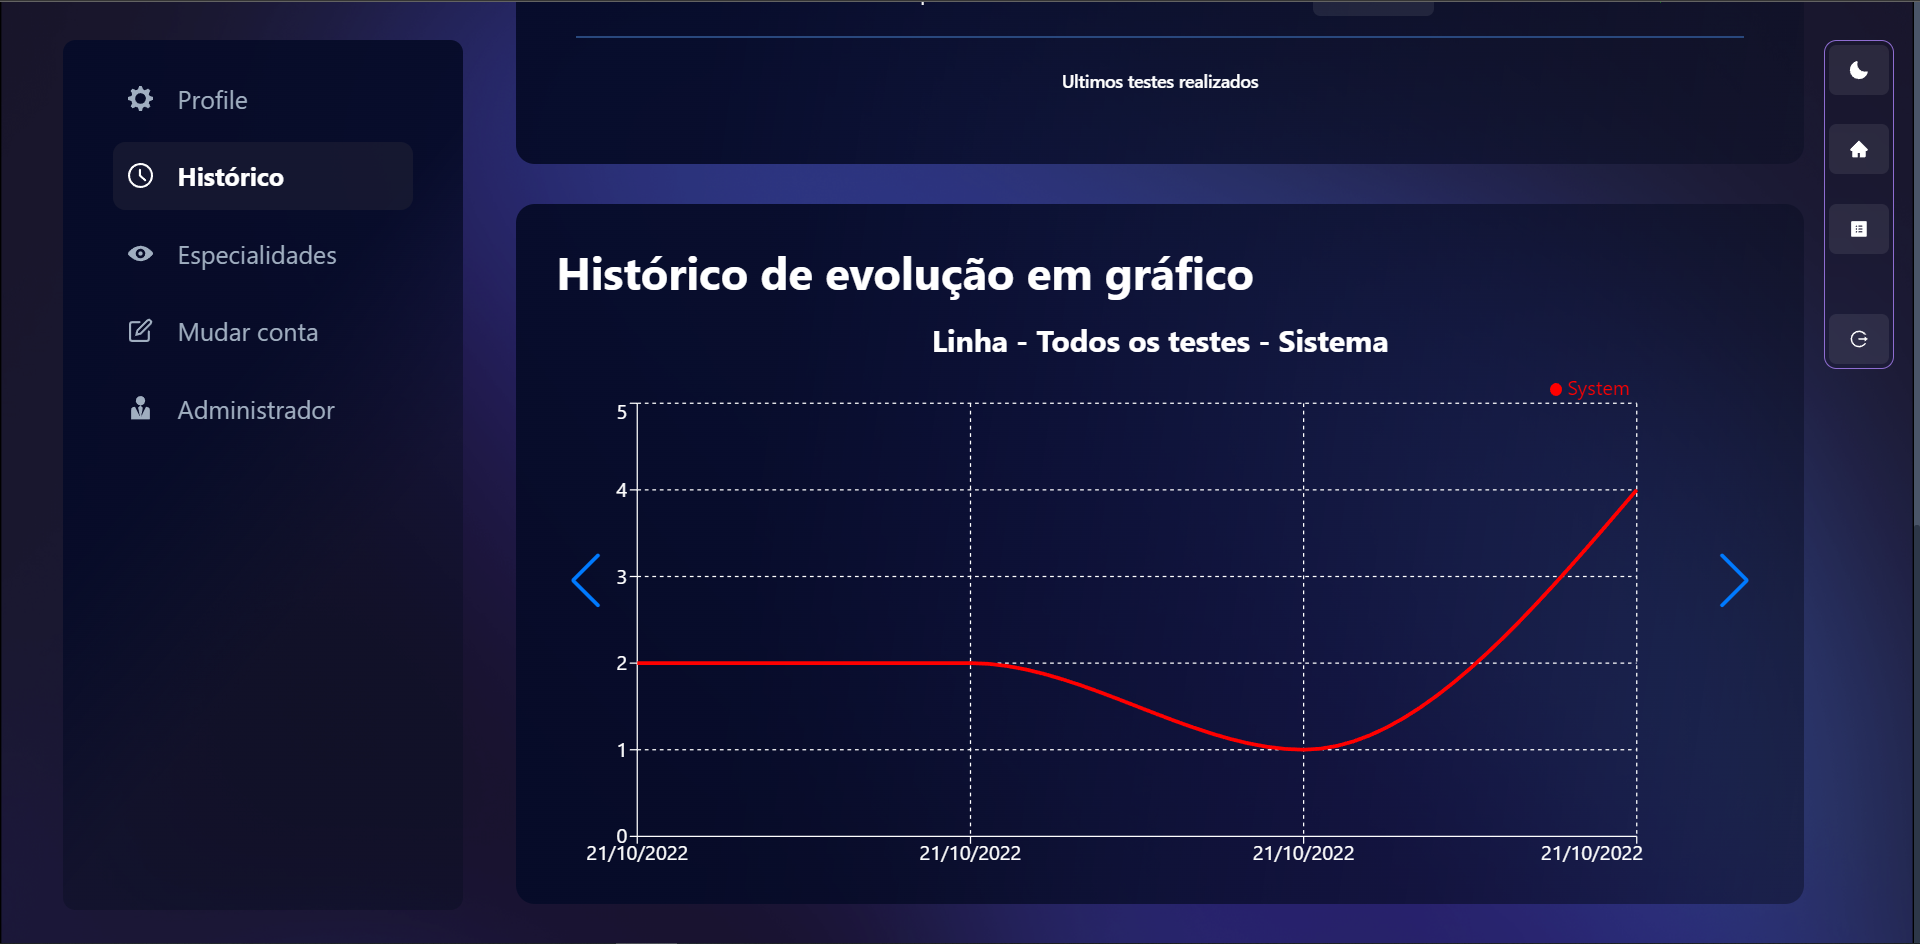 Profile
Histórico
Especialidades
Mudar conta
Administrador
Ultimos testes realizados
Histórico de evolução em gráfico
Linha - Todos os testes - Sistema
System
5
4
3
2
1
0
21/10/2022 21/10/2022 21/10/2022 21/10/2022